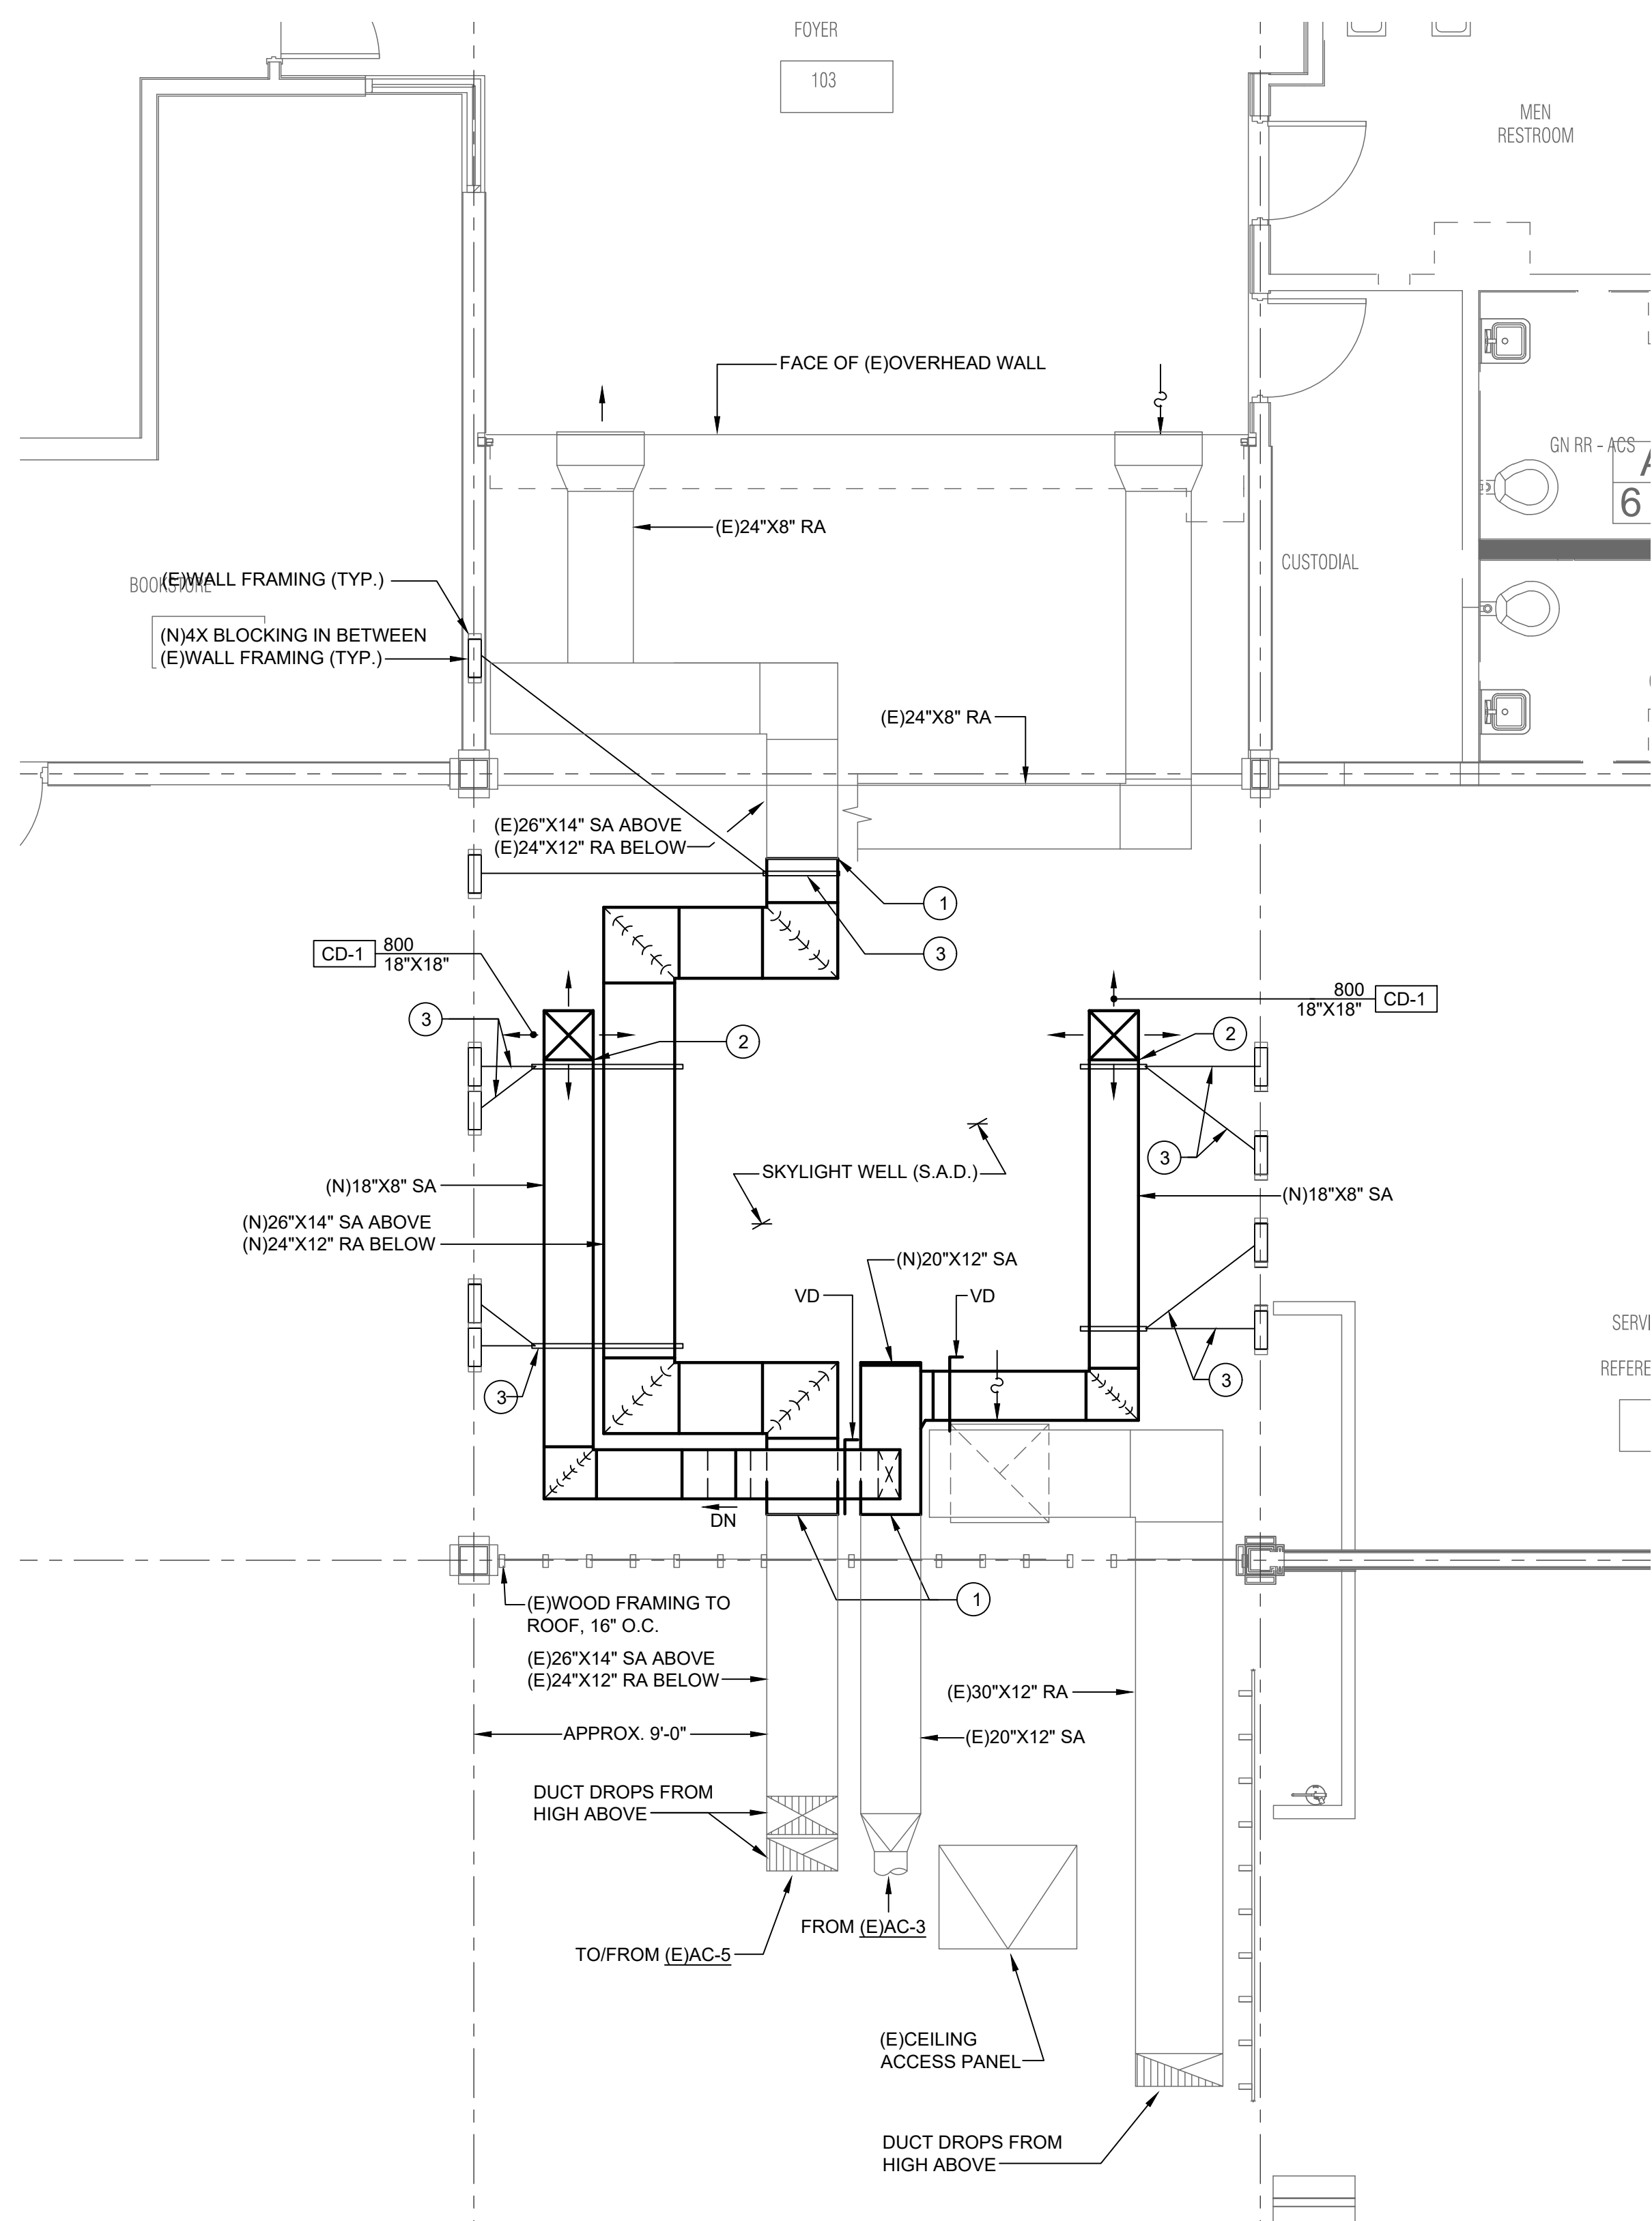 FOYER
103
MEN
RESTROOM
FACE OF (E)OVERHEAD WALL
GN RR - ACS
6
(E)24"X8" RA
CUSTODIAL
BOOKSTORE
(E)WALL FRAMING (TYP.)
(N)4X BLOCKING IN BETWEEN
(E)WALL FRAMING (TYP.)
(E)24"X8" RA
(E)26"X14" SA ABOVE
(E)24"X12" RA BELOW
1
3
CD-1
800
18"X18"
800
18"X18"
CD-1
3
2
2
3
SKYLIGHT WELL (S.A.D.)
(N)18"X8" SA
(N)18"X8" SA
(N)26"X14" SA ABOVE
(N)24"X12" RA BELOW
(N)20"X12" SA
VD
VD
SERVI
REFERE
3
3
DN
1
(E)WOOD FRAMING TO
ROOF, 16" O.C.
(E)26"X14" SA ABOVE
(E)24"X12" RA BELOW
(E)30"X12" RA
APPROX. 9'-0"
(E)20"X12" SA
DUCT DROPS FROM
HIGH ABOVE
FROM (E)AC-3
TO/FROM (E)AC-5
(E)CEILING
ACCESS PANEL
DUCT DROPS FROM
HIGH ABOVE